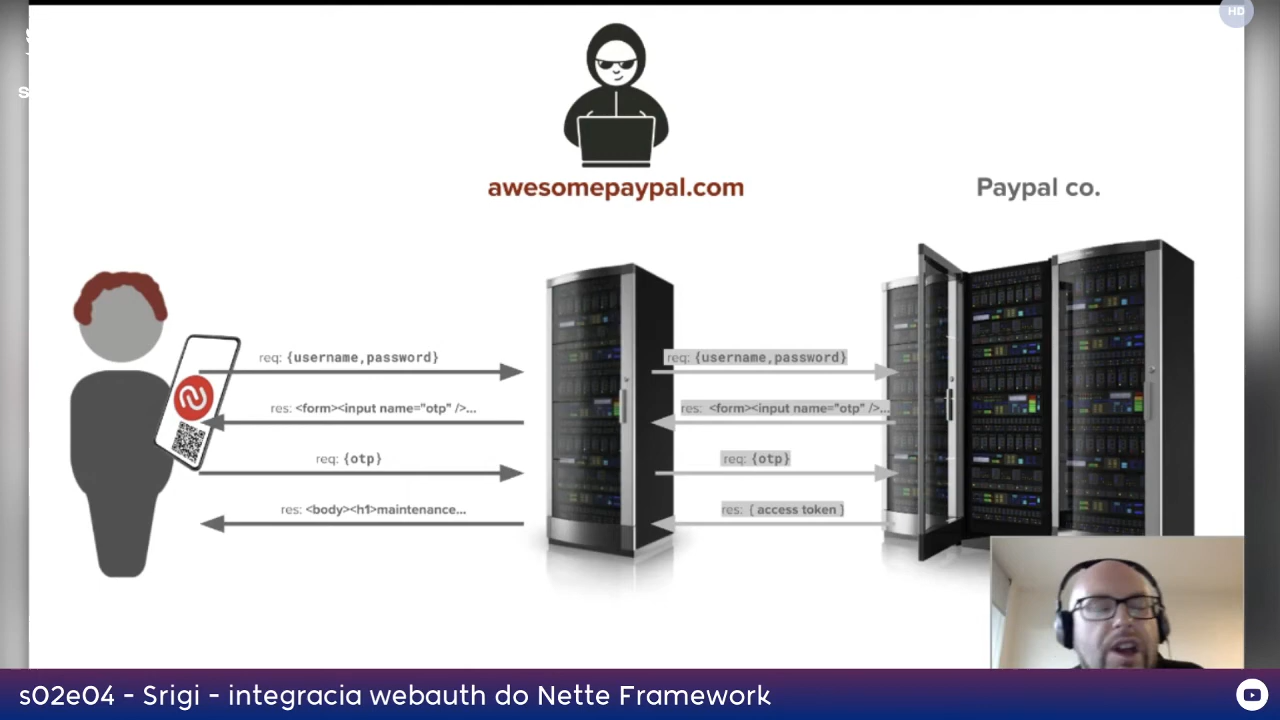 HD
s
awesomepaypal.com
Paypal co.
req: {username,password}
req: {username,password}
res: <form><input name="otp" />...
res: <form><input name="otp" />...
req: {otp}
req: {otp}
res: <body><h1>maintenance...
res: { access token }
s02e04 - Srigi - integracia webauth do Nette Framework